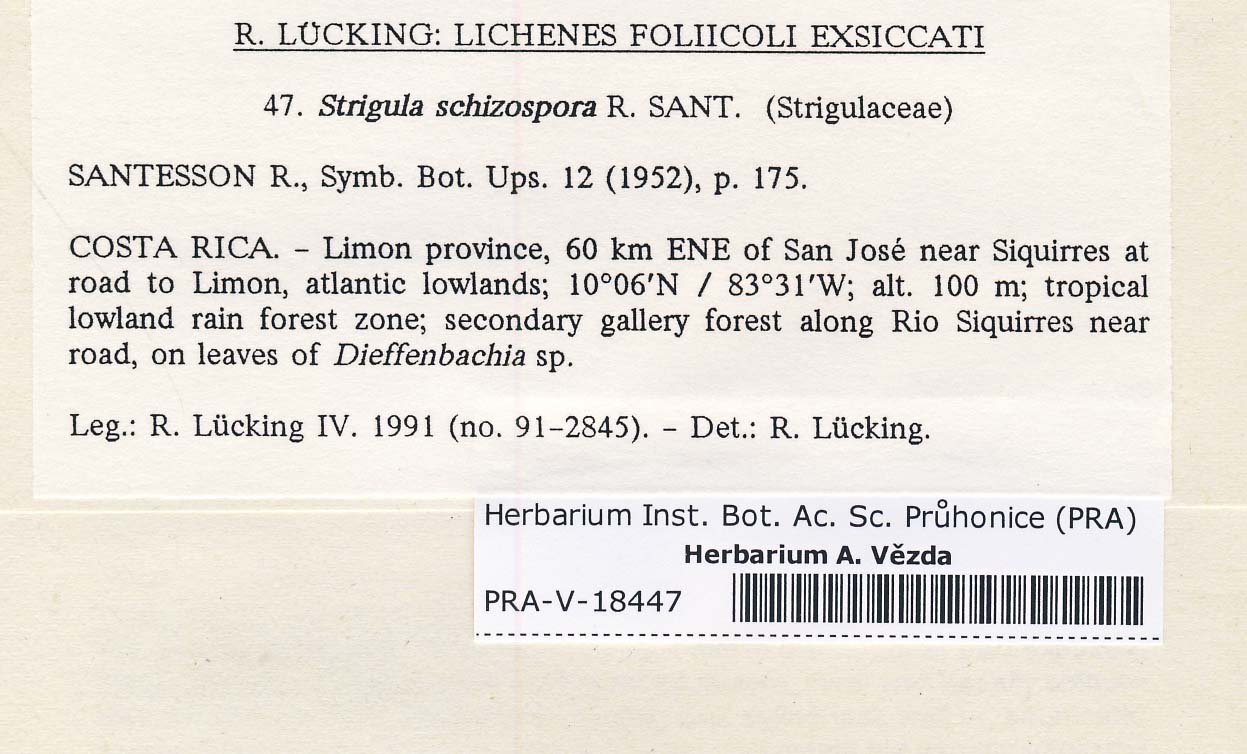 R. LÜCKING: LICHENES FOLIICOLI EXSICCATI
47. Strigula schizospora R. SANT. (Strigulaceae)
SANTESSON R., Symb. Bot. Ups. 12 (1952), p. 175.
COSTA RICA. – Limon province, 60 km ENE of San José near Siquirres at
road to Limon, atlantic lowlands; 10°06′N / 83°31′W; alt. 100 m; tropical
lowland rain forest zone; secondary gallery forest along Rio Siquirres near
road, on leaves of Dieffenbachia sp.
Leg.: R. Lücking IV. 1991 (no. 91–2845). – Det.: R. Lücking.
Herbarium Inst. Bot. Ac. Sc. Průhonice (PRA)
Herbarium A. Vězda
PRA-V-18447